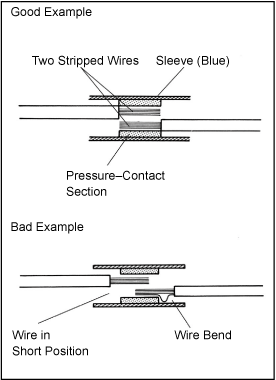 Good Example
Two Stripped Wires
Sleeve (Blue)
Pressure–Contact
Section
Bad Example
Wire in
Short Position
Wire Bend